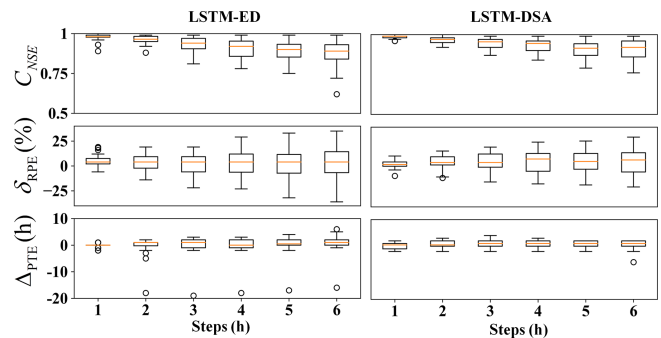 LSTM-ED
LSTM-DSA
C_NSE
1
0.75
0.5
δ_RPE (%)
25
0
-25
Δ_PTE (h)
10
0
-10
-20
1 2 3 4 5 6
Steps (h)
1 2 3 4 5 6
Steps (h)